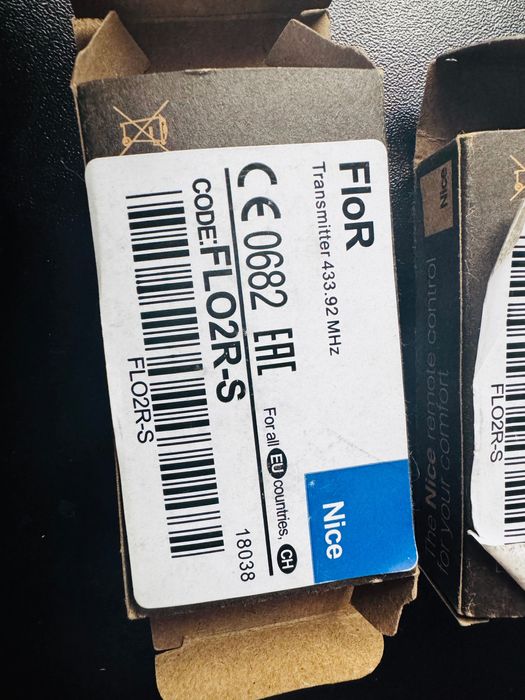 FloR
Transmitter 433.92 MHz
CE 0682 EAC
For all EU countries, CH
CODE:FLO2R-S
FLO2R-S
18038
Nice
Nice
The Nice remote control
for your comfort
FLO2R-S